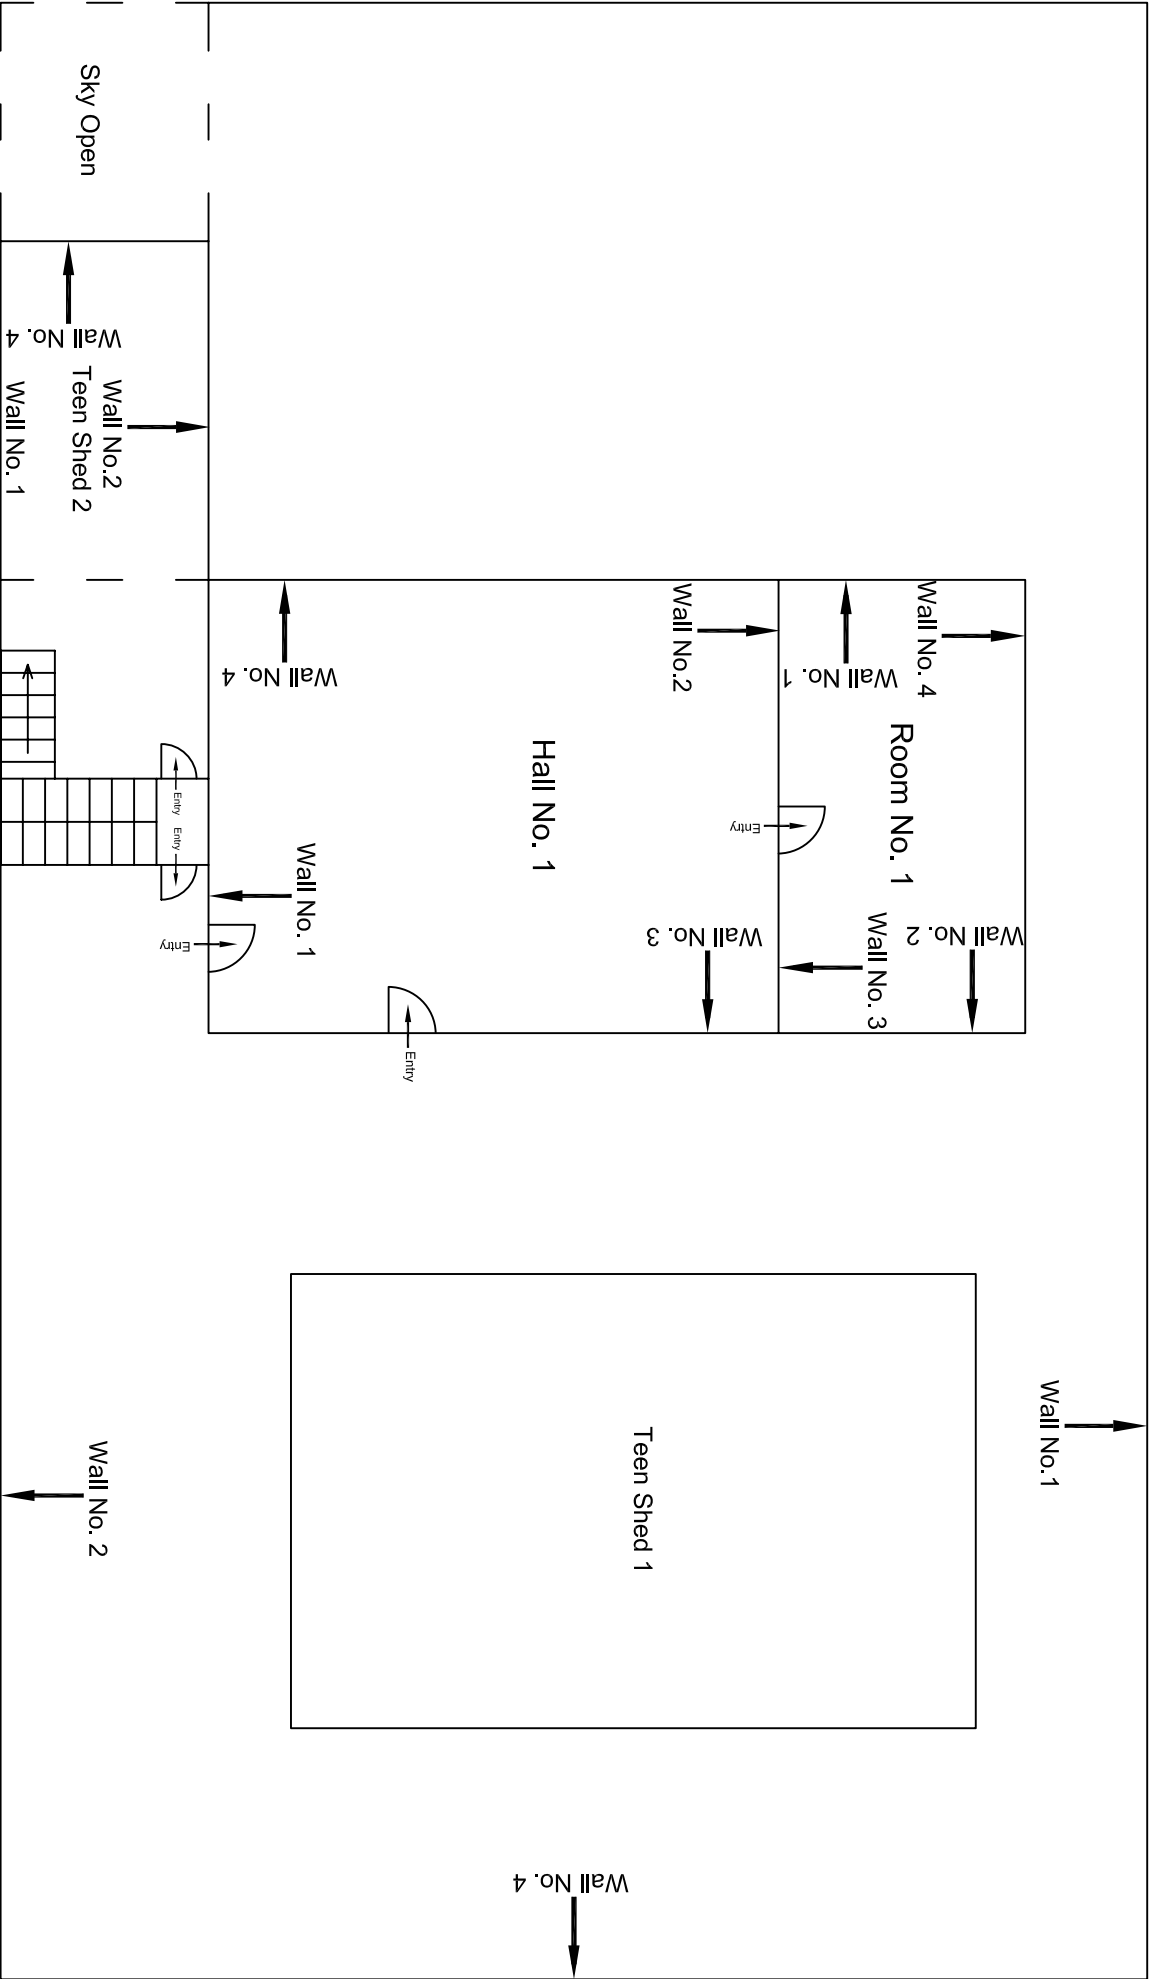 Sky Open
Wall No. 4
Wall No.2
Teen Shed 2
Wall No. 1
Wall No. 4
Wall No.2
Wall No. 1
Wall No. 4
Room No. 1
Hall No. 1
Entry
Entry
Entry
Wall No. 1
Entry
Wall No. 3
Wall No. 3
Wall No. 2
Entry
Wall No.1
Teen Shed 1
Wall No. 2
Wall No. 4